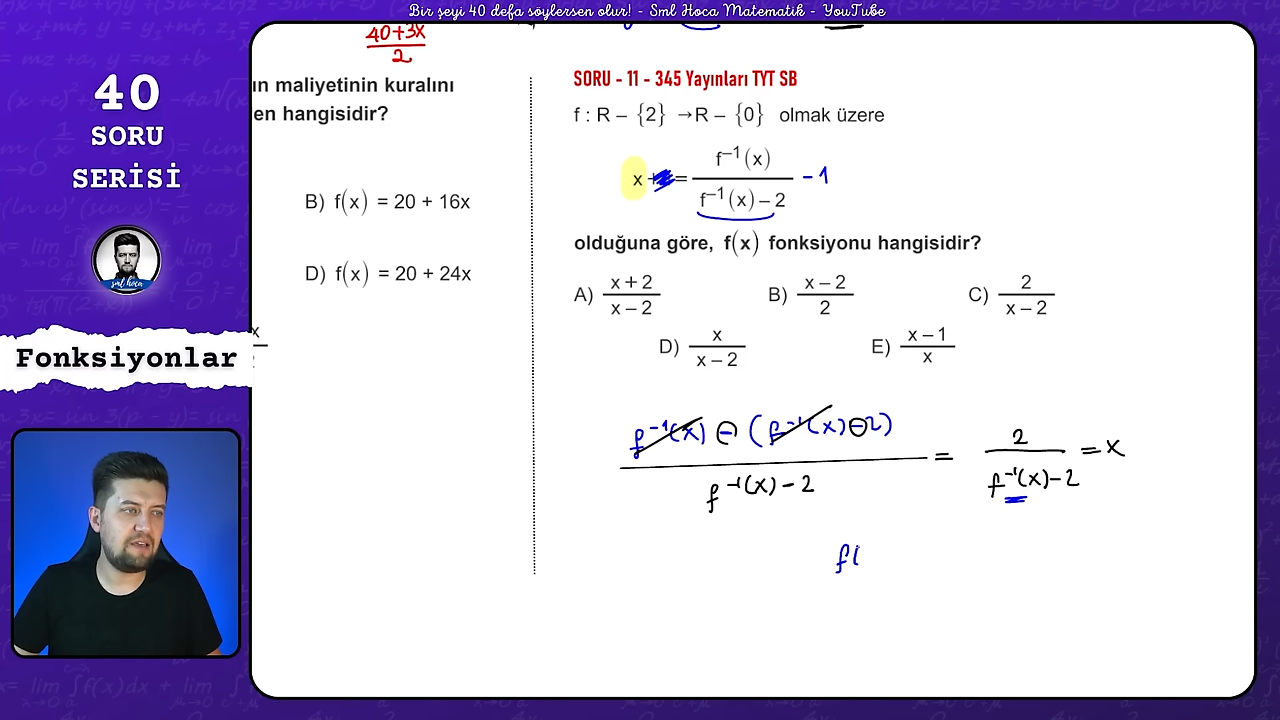 Bir şeyi 40 defa söylersen olur! - Sml Hoca Matematik - YouTube
40
SORU
SERİSİ
sml hoca
Fonksiyonlar
40+3x
2
ın maliyetinin kuralını
en hangisidir?
B) f(x) = 20 + 16x
D) f(x) = 20 + 24x
x
SORU - 11 - 345 Yayınları TYT SB
f : R – {2} →R – {0} olmak üzere
f⁻¹(x)
x + = - 1
f⁻¹(x) – 2
olduğuna göre, f(x) fonksiyonu hangisidir?
A) x + 2 / x – 2
B) x – 2 / 2
C) 2 / x – 2
D) x / x – 2
E) x – 1 / x
f⁻¹(x) - (f⁻¹(x) - 2)
f⁻¹(x) - 2
=
2
f⁻¹(x) - 2
= x
f(